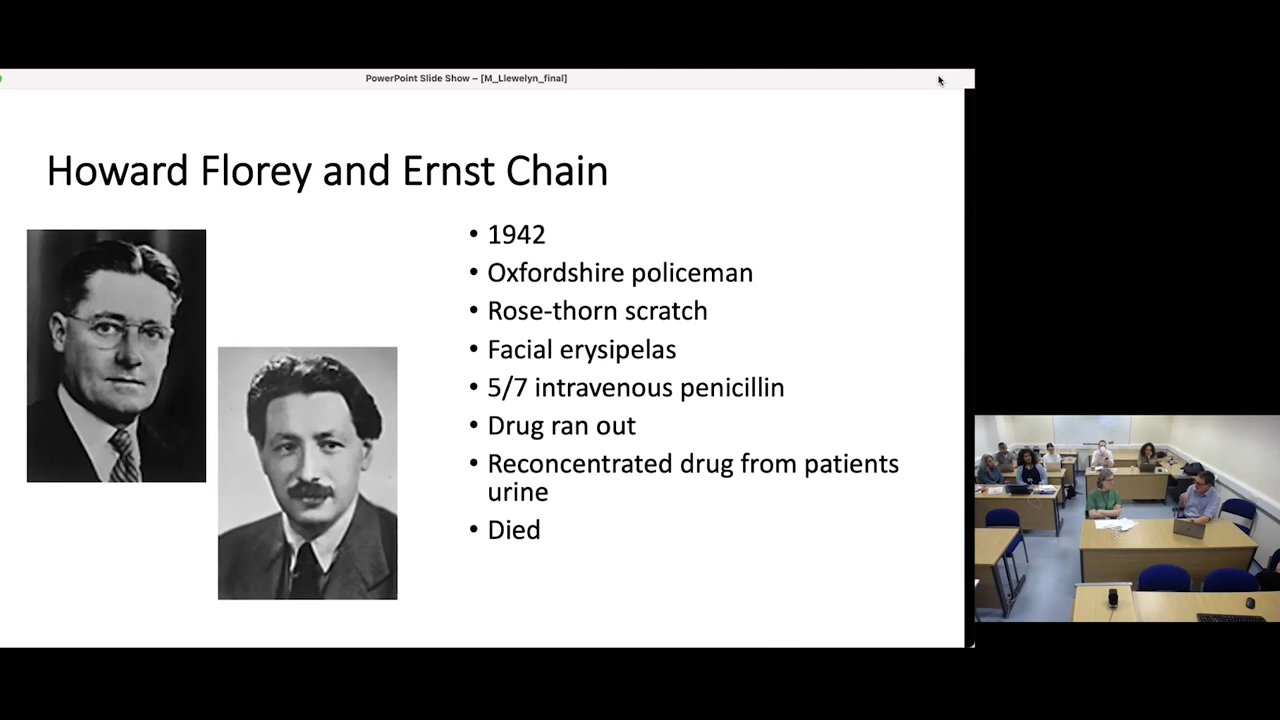 PowerPoint Slide Show – [M_Llewelyn_final]
Howard Florey and Ernst Chain
• 1942
• Oxfordshire policeman
• Rose-thorn scratch
• Facial erysipelas
• 5/7 intravenous penicillin
• Drug ran out
• Reconcentrated drug from patients
urine
• Died